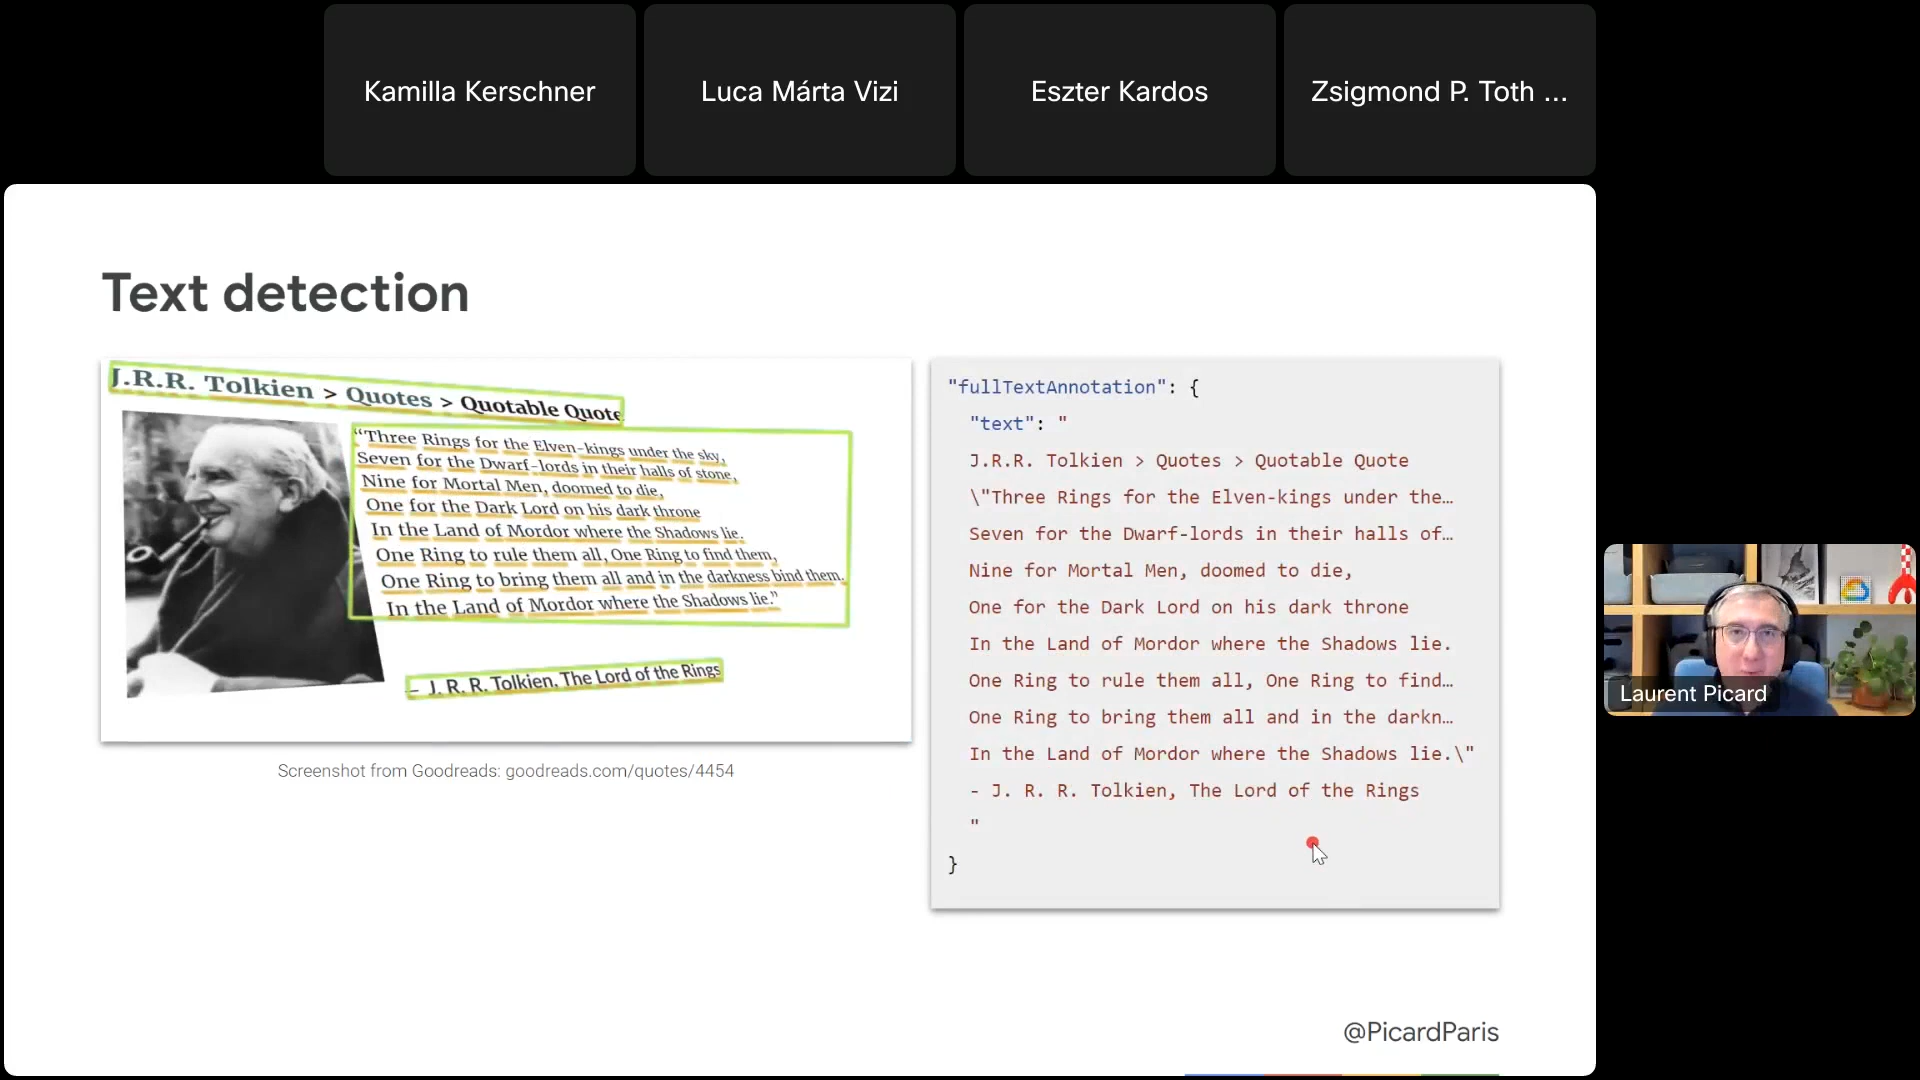 Kamilla Kerschner
Luca Márta Vizi
Eszter Kardos
Zsigmond P. Toth ...
Text detection
J.R.R. Tolkien > Quotes > Quotable Quote
“Three Rings for the Elven-kings under the sky,
Seven for the Dwarf-lords in their halls of stone,
Nine for Mortal Men, doomed to die,
One for the Dark Lord on his dark throne
In the Land of Mordor where the Shadows lie.
One Ring to rule them all, One Ring to find them,
One Ring to bring them all and in the darkness bind them.
In the Land of Mordor where the Shadows lie.”
– J. R. R. Tolkien, The Lord of the Rings
Screenshot from Goodreads: goodreads.com/quotes/4454
"fullTextAnnotation": {
"text": "
J.R.R. Tolkien > Quotes > Quotable Quote
\"Three Rings for the Elven-kings under the…
Seven for the Dwarf-lords in their halls of…
Nine for Mortal Men, doomed to die,
One for the Dark Lord on his dark throne
In the Land of Mordor where the Shadows lie.
One Ring to rule them all, One Ring to find…
One Ring to bring them all and in the darkn…
In the Land of Mordor where the Shadows lie.\"
- J. R. R. Tolkien, The Lord of the Rings
"
}
@PicardParis
Laurent Picard